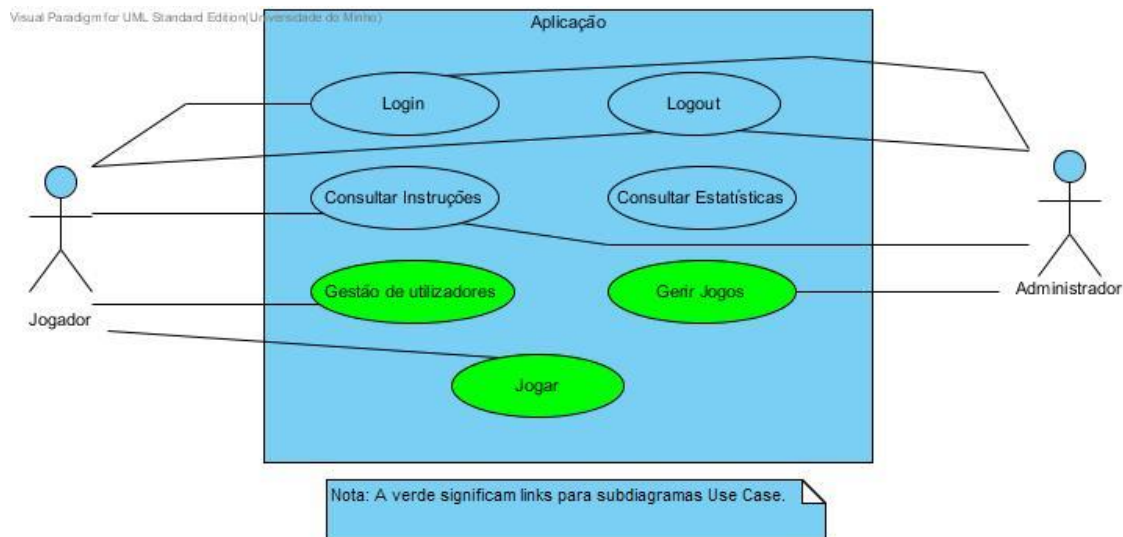 Visual Paradigm for UML Standard Edition(Universidade do Minho)
Aplicação
Login
Logout
Consultar Instruções
Consultar Estatísticas
Gestão de utilizadores
Gerir Jogos
Jogador
Administrador
Jogar
Nota: A verde significam links para subdiagramas Use Case.